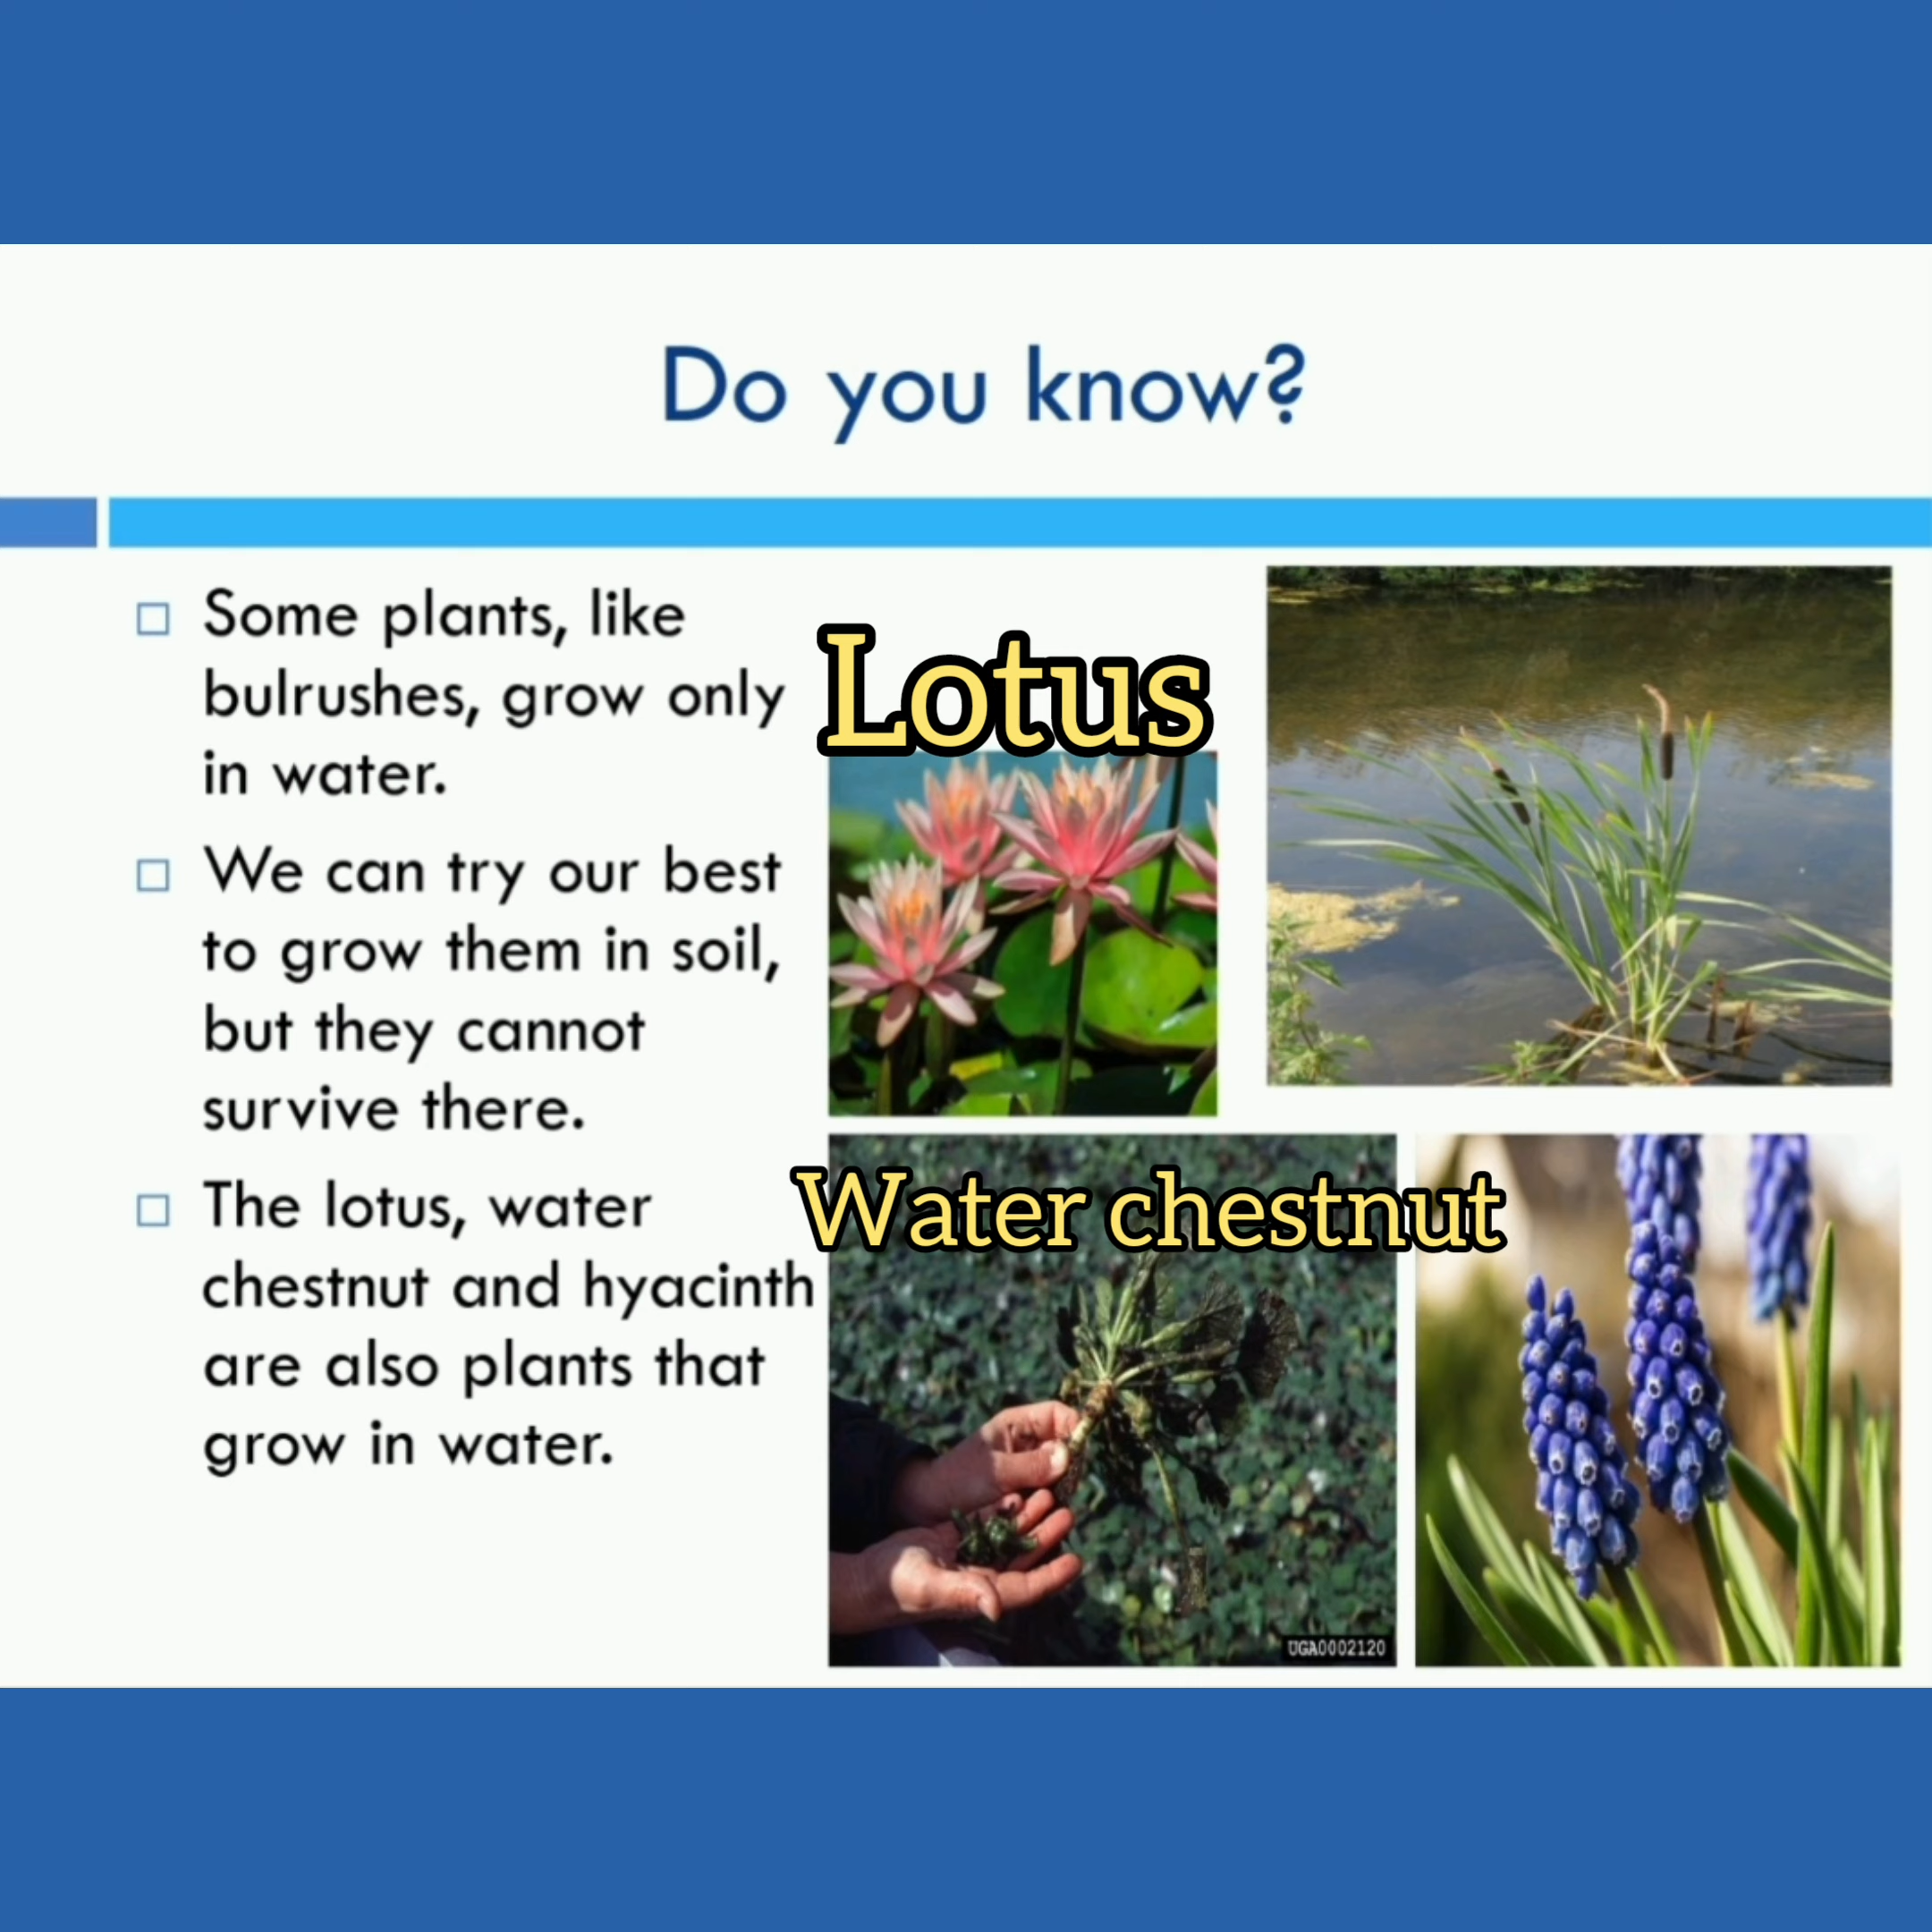 Do you know?
Some plants, like
bulrushes, grow only
in water.
We can try our best
to grow them in soil,
but they cannot
survive there.
The lotus, water
chestnut and hyacinth
are also plants that
grow in water.
Lotus
Water chestnut
UGA0002120